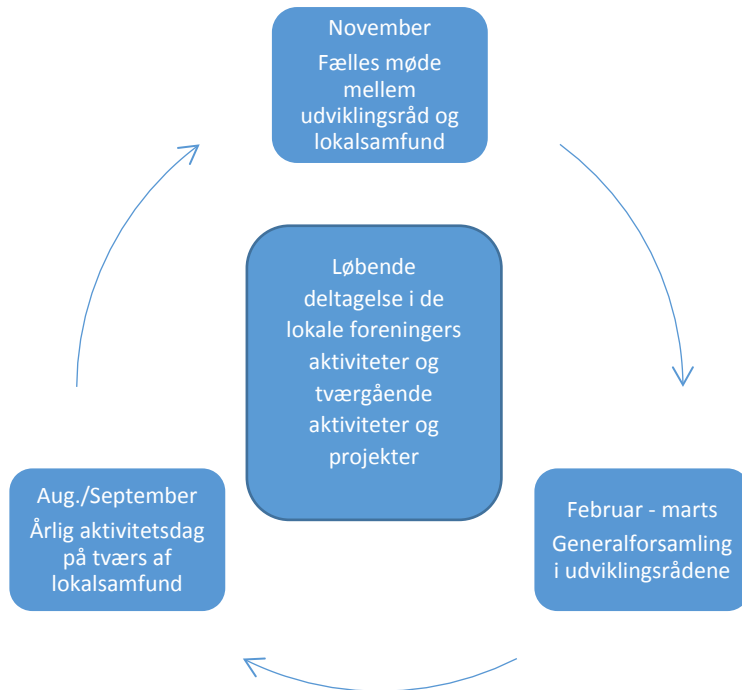 November
Fælles møde
mellem
udviklingsråd og
lokalsamfund
Løbende
deltagelse i de
lokale foreningers
aktiviteter og
tværgående
aktiviteter og
projekter
Aug./September
Årlig aktivitetsdag
på tværs af
lokalsamfund
Februar - marts
Generalforsamling
i udviklingsrådene